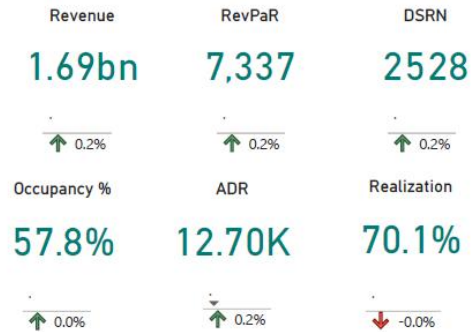 Revenue RevPaR DSRN
1.69bn 7,337 2528
0.2% 0.2% 0.2%
Occupancy % ADR Realization
57.8% 12.70K 70.1%
0.0% 0.2% -0.0%